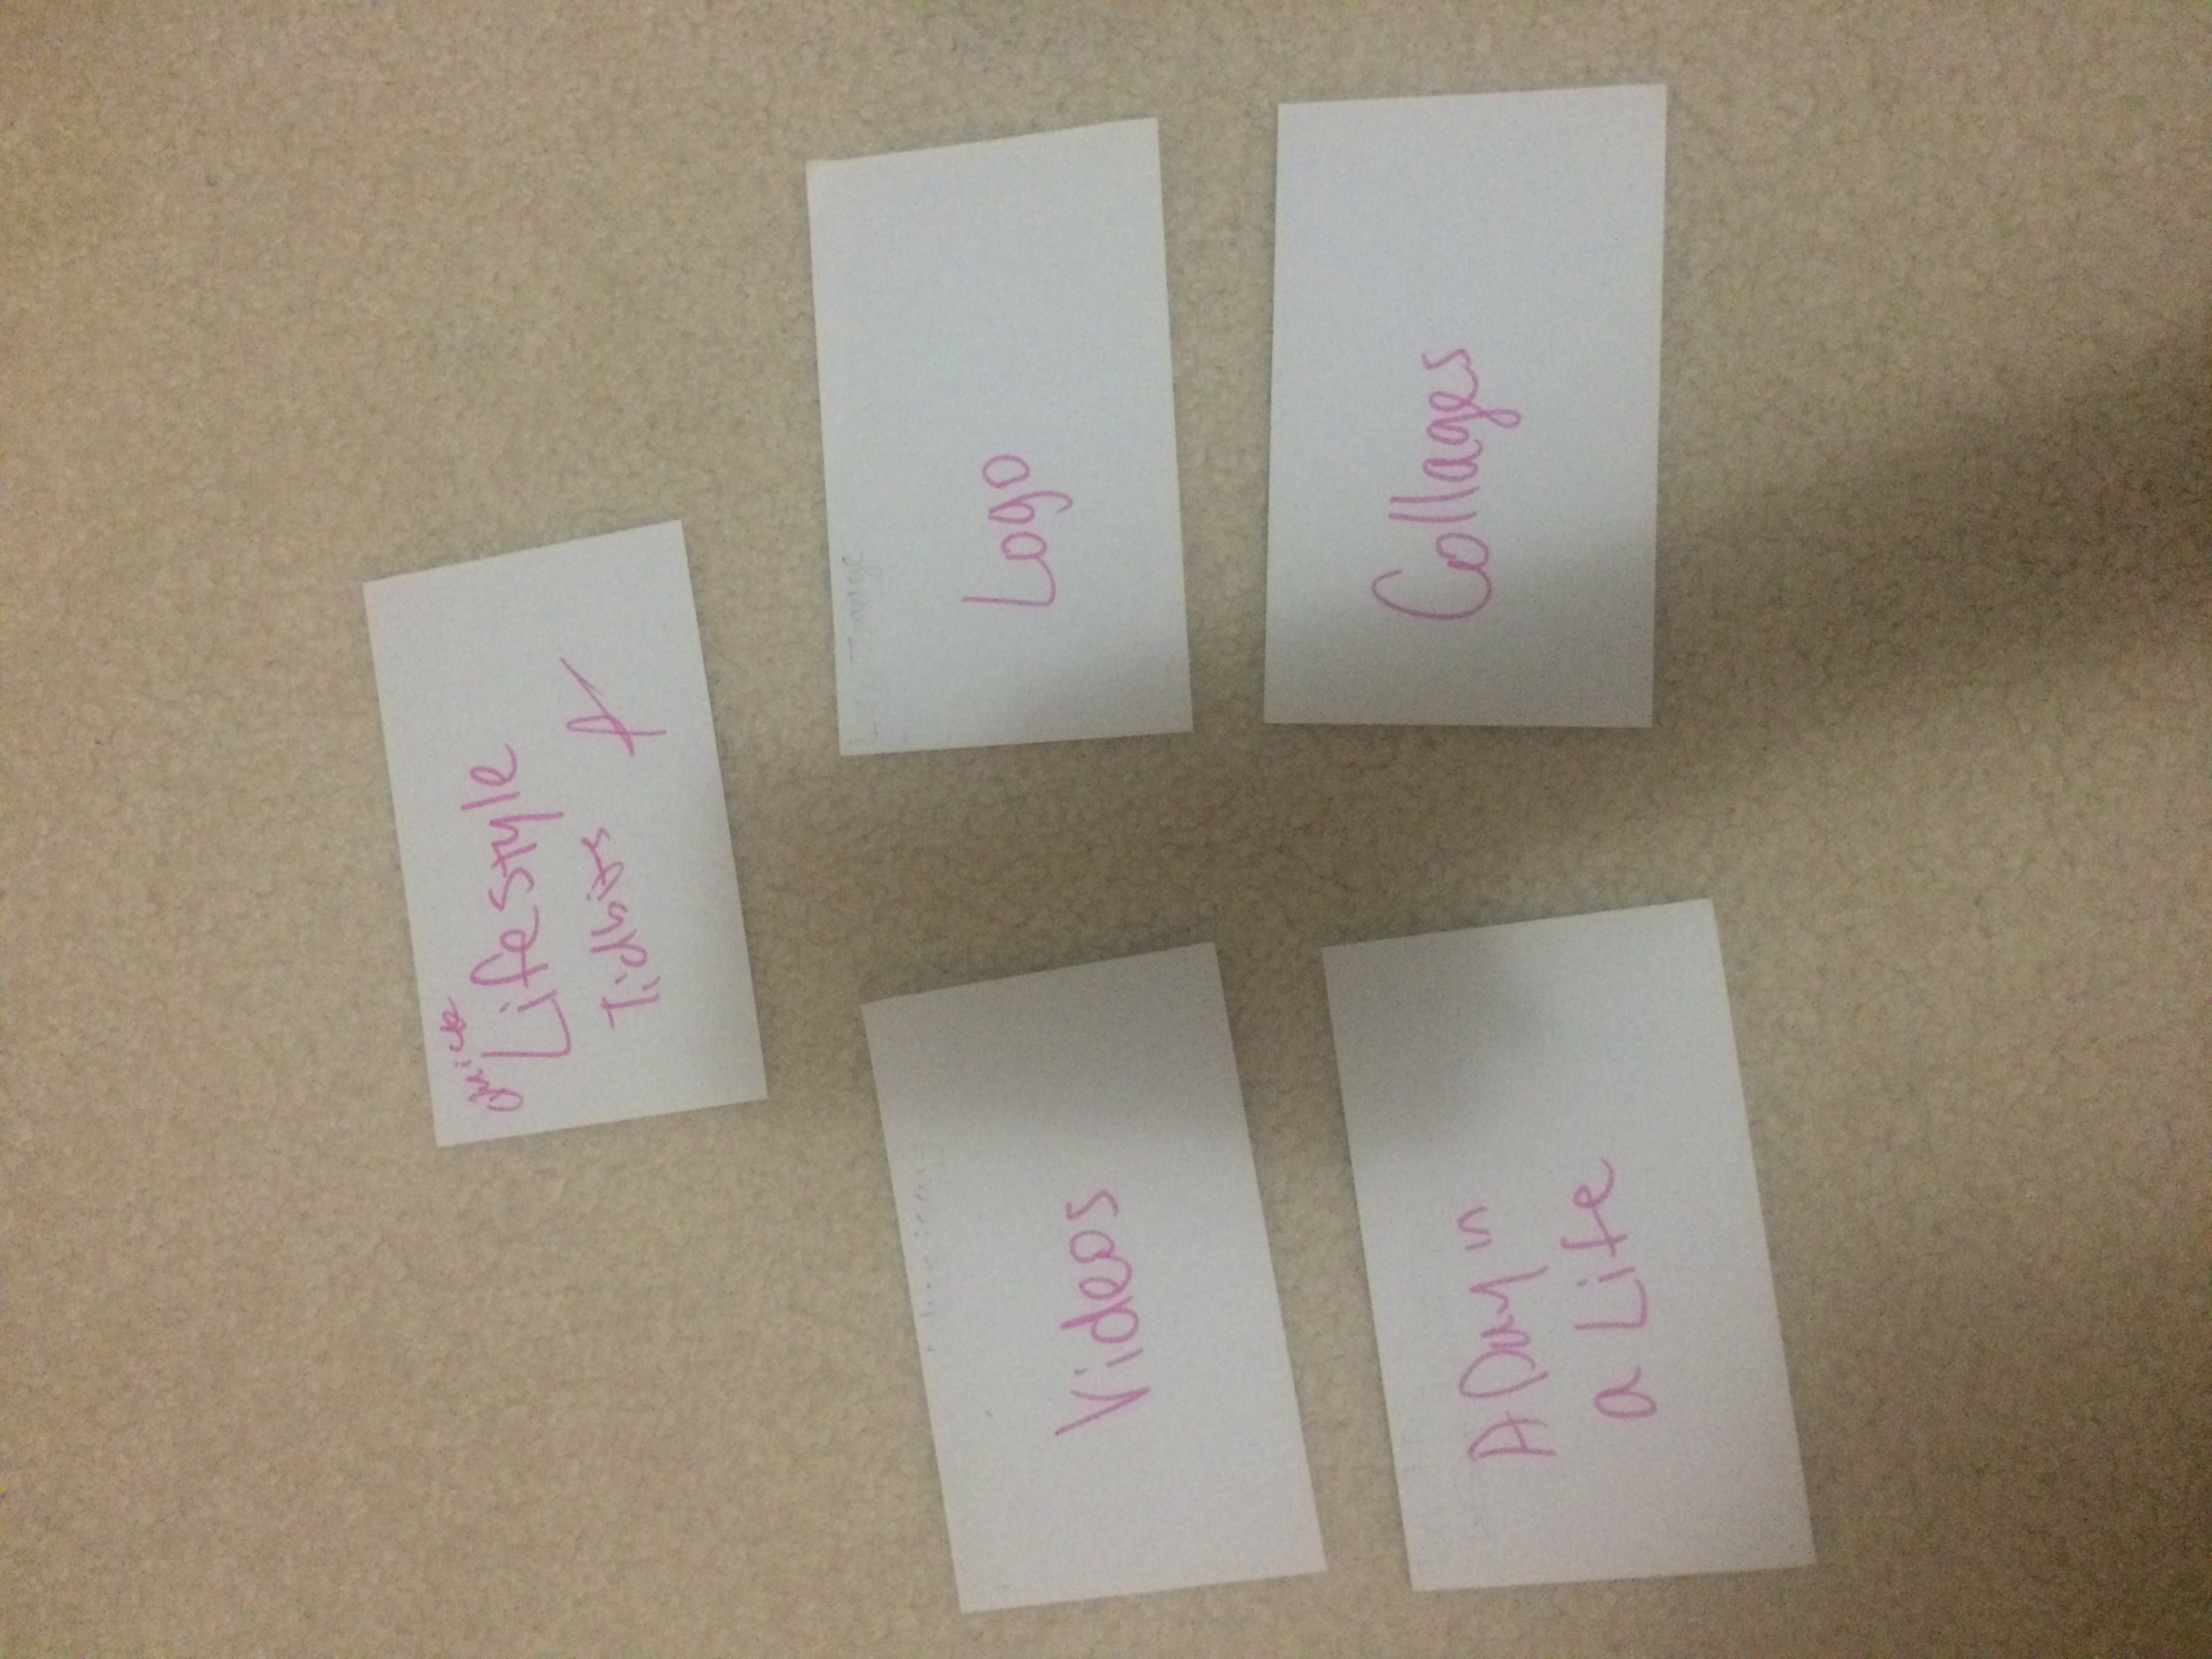 Quick
Lifestyle
Tidbits
Videos
Logo
A Day in
a Life
Collages